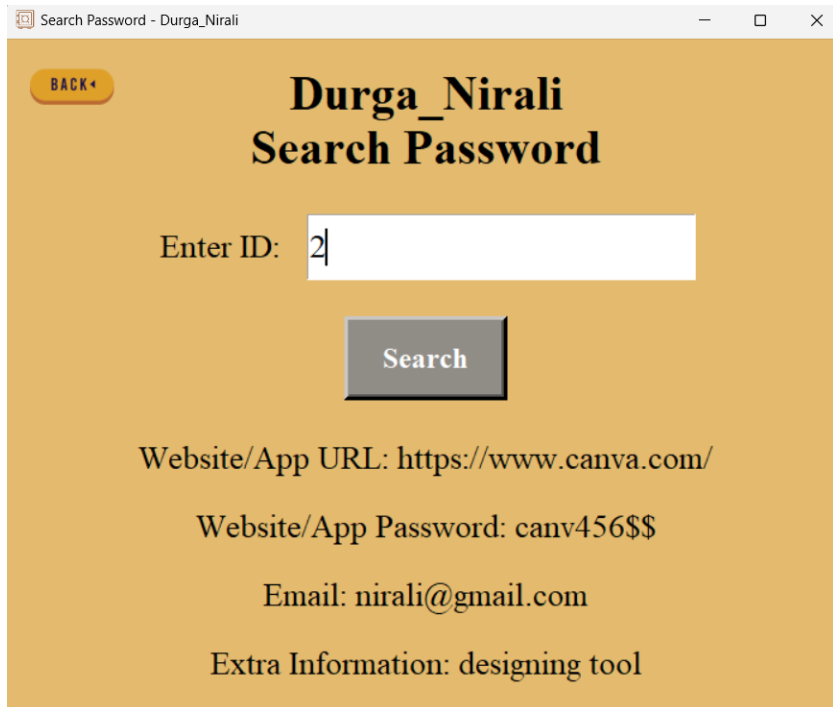 Search Password - Durga_Nirali
BACK
Durga_Nirali
Search Password
Enter ID: 2
Search
Website/App URL: https://www.canva.com/
Website/App Password: canv456$$
Email: nirali@gmail.com
Extra Information: designing tool